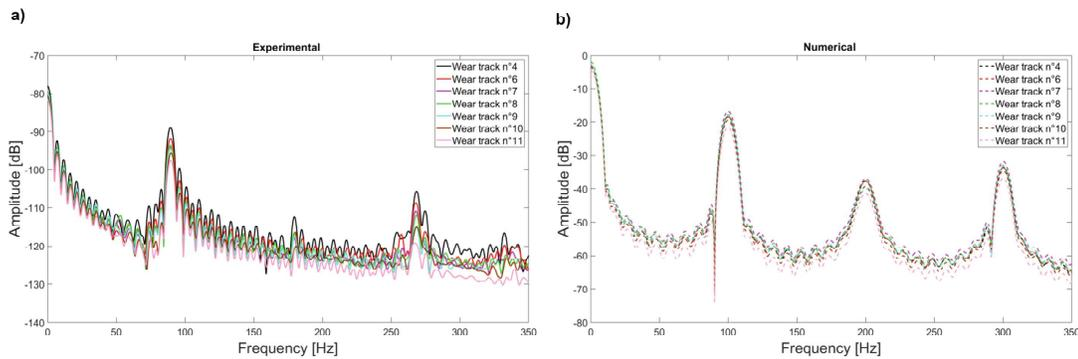 a)
Experimental
-70
-80
-90
-100
-110
-120
-130
-140
Amplitude [dB]
0 50 100 150 200 250 300 350
Frequency [Hz]
Wear track n°4
Wear track n°6
Wear track n°7
Wear track n°8
Wear track n°9
Wear track n°10
Wear track n°11
b)
Numerical
0
-10
-20
-30
-40
-50
-60
-70
-80
Amplitude [dB]
0 50 100 150 200 250 300 350
Frequency [Hz]
Wear track n°4
Wear track n°6
Wear track n°7
Wear track n°8
Wear track n°9
Wear track n°10
Wear track n°11